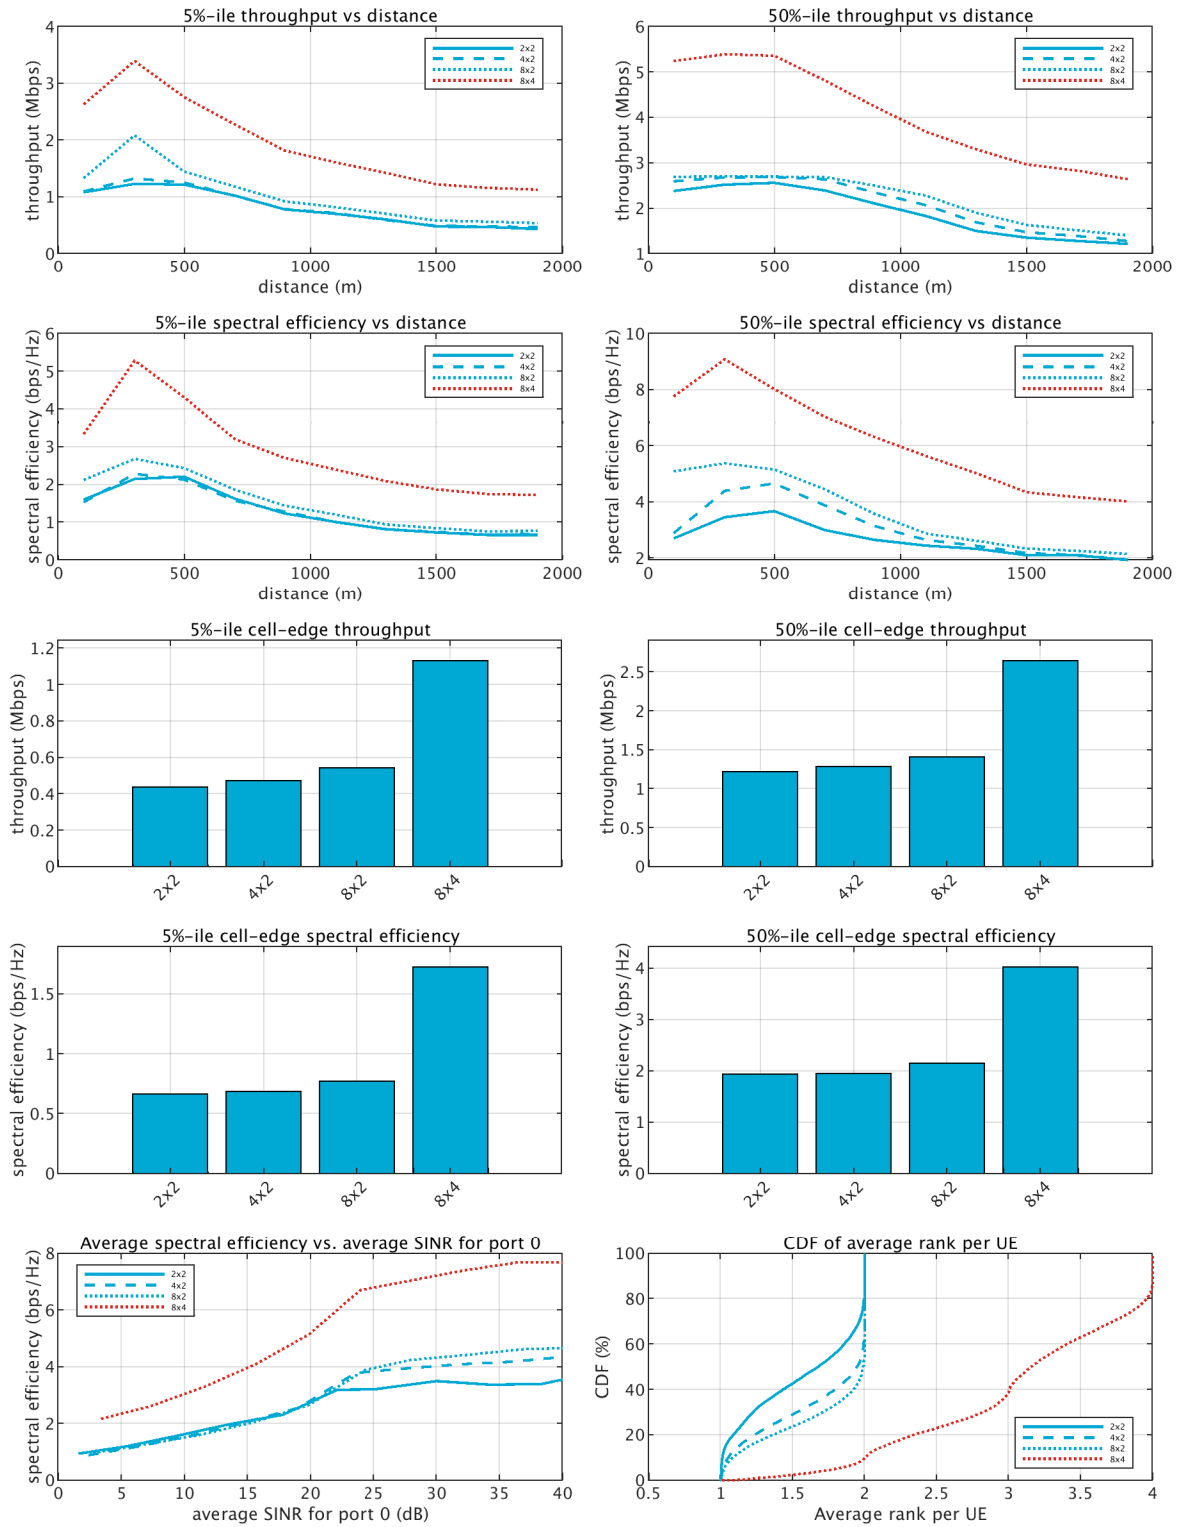 5%-ile throughput vs distance
throughput (Mbps)
4
3
2
1
0
2x2
4x2
8x2
8x4
0 500 1000 1500 2000
distance (m)
50%-ile throughput vs distance
throughput (Mbps)
6
5
4
3
2
1
2x2
4x2
8x2
8x4
0 500 1000 1500 2000
distance (m)
5%-ile spectral efficiency vs distance
spectral efficiency (bps/Hz)
6
5
4
3
2
1
0
2x2
4x2
8x2
8x4
0 500 1000 1500 2000
distance (m)
50%-ile spectral efficiency vs distance
spectral efficiency (bps/Hz)
10
8
6
4
2
2x2
4x2
8x2
8x4
0 500 1000 1500 2000
distance (m)
5%-ile cell-edge throughput
throughput (Mbps)
1.2
1
0.8
0.6
0.4
0.2
0
2x2 4x2 8x2 8x4
50%-ile cell-edge throughput
throughput (Mbps)
2.5
2
1.5
1
0.5
0
2x2 4x2 8x2 8x4
5%-ile cell-edge spectral efficiency
spectral efficiency (bps/Hz)
1.5
1
0.5
0
2x2 4x2 8x2 8x4
50%-ile cell-edge spectral efficiency
spectral efficiency (bps/Hz)
4
3
2
1
0
2x2 4x2 8x2 8x4
Average spectral efficiency vs. average SINR for port 0
spectral efficiency (bps/Hz)
8
6
4
2
0
2x2
4x2
8x2
8x4
0 5 10 15 20 25 30 35 40
average SINR for port 0 (dB)
CDF of average rank per UE
CDF (%)
100
80
60
40
20
0
2x2
4x2
8x2
8x4
0.5 1 1.5 2 2.5 3 3.5 4
Average rank per UE